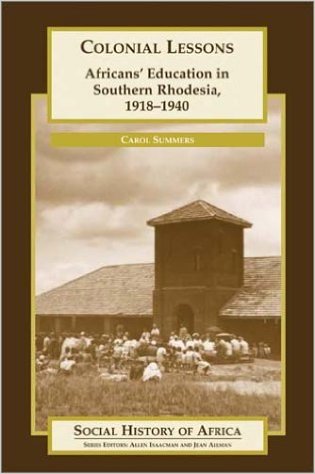 COLONIAL LESSONS
Africans' Education in
Southern Rhodesia,
1918–1940
CAROL SUMMERS
SOCIAL HISTORY OF AFRICA
SERIES EDITORS: ALLEN ISAACMAN AND JEAN ALLMAN